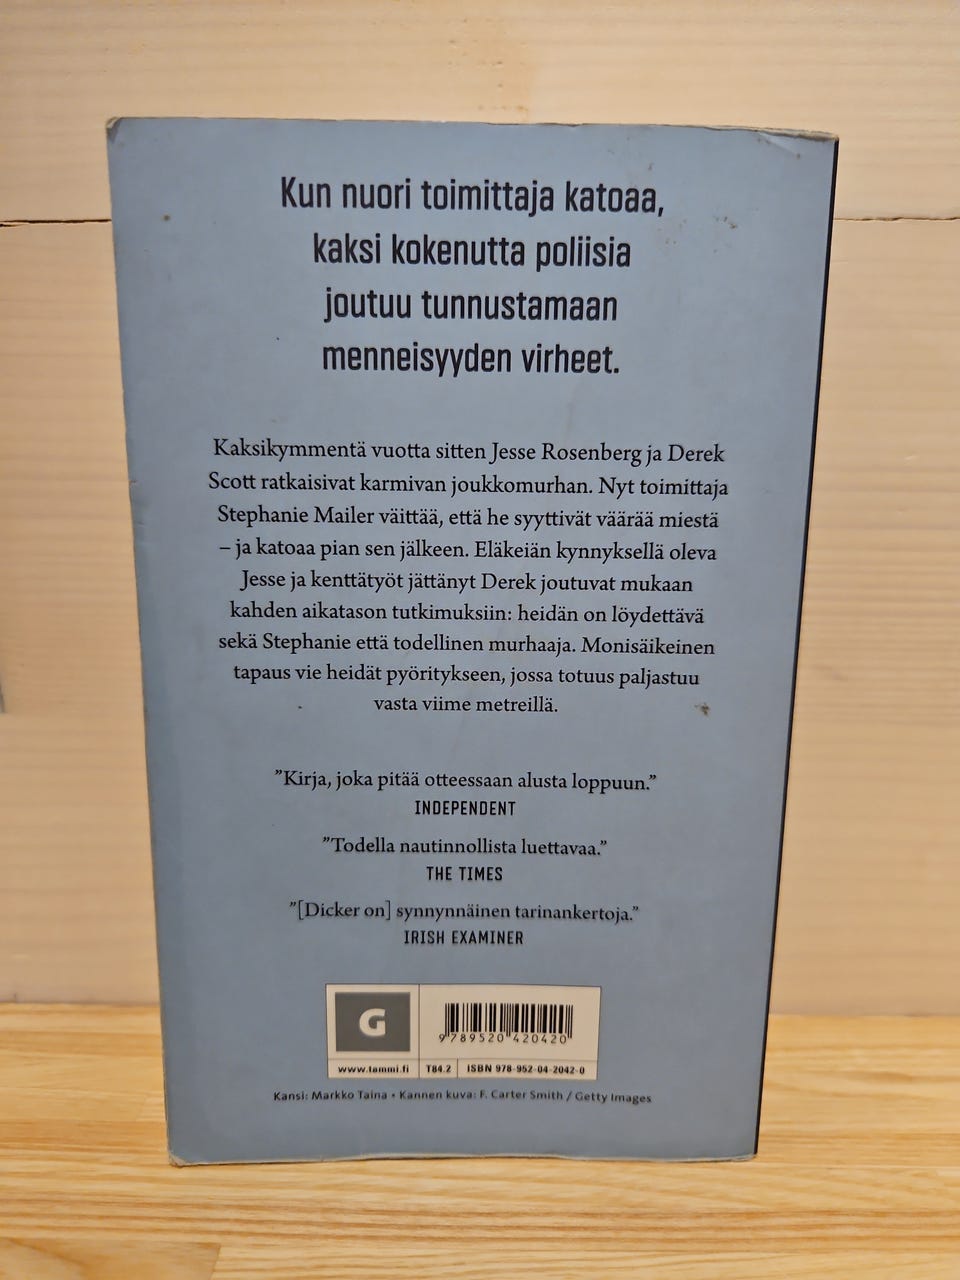 Kun nuori toimittaja katoaa,
kaksi kokenutta poliisia
joutuu tunnustamaan
menneisyyden virheet.
Kaksikymmentä vuotta sitten Jesse Rosenberg ja Derek
Scott ratkaisivat karmivan joukkomurhan. Nyt toimittaja
Stephanie Mailer väittää, että he syyttivät väärää miestä
– ja katoaa pian sen jälkeen. Eläkeiän kynnyksellä oleva
Jesse ja kenttätyöt jättänyt Derek joutuvat mukaan
kahden aikatason tutkimuksiin: heidän on löydettävä
sekä Stephanie että todellinen murhaaja. Monisäikeinen
tapaus vie heidät pyöritykseen, jossa totuus paljastuu
vasta viime metreillä.
”Kirja, joka pitää otteessaan alusta loppuun.”
INDEPENDENT
”Todella nautinnollista luettavaa.”
THE TIMES
”[Dicker on] synnynnäinen tarinankertoja.”
IRISH EXAMINER
G
9 789520 420420
www.tammi.fi T84.2 ISBN 978-952-04-2042-0
Kansi: Markko Taina • Kannen kuva: F. Carter Smith / Getty Images